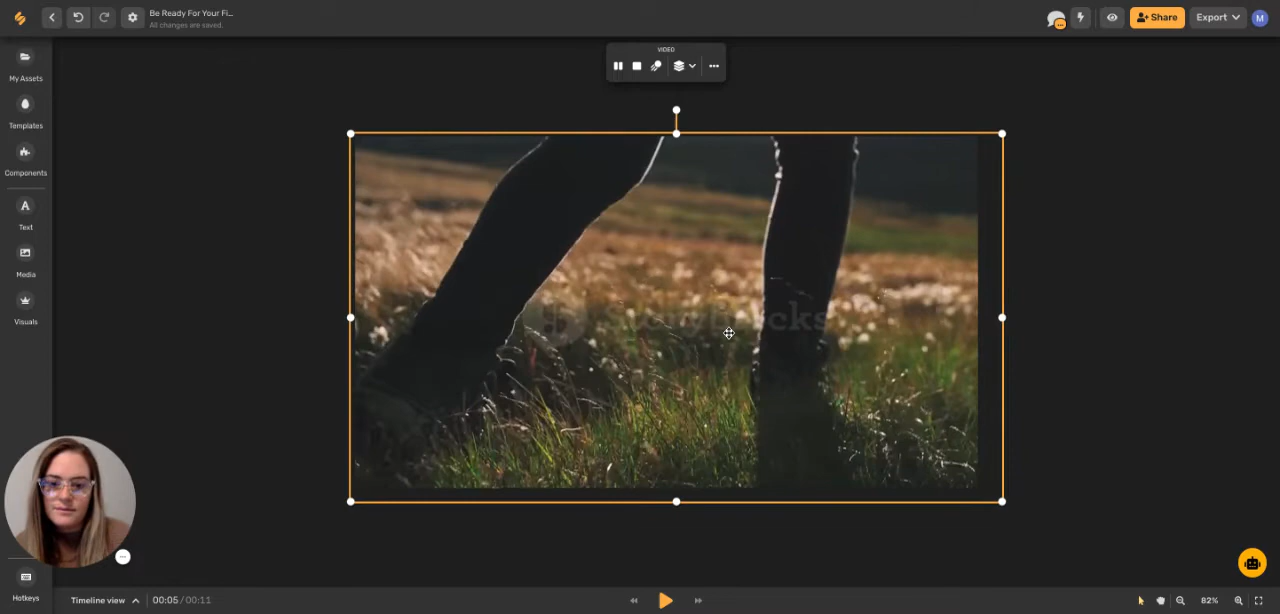 Be Ready For Your Fi...
All changes are saved.
Share
Export
M
My Assets
Templates
Components
Text
Media
Visuals
Hotkeys
VIDEO
Storyblocks
Timeline view
00:05 / 00:11
82%